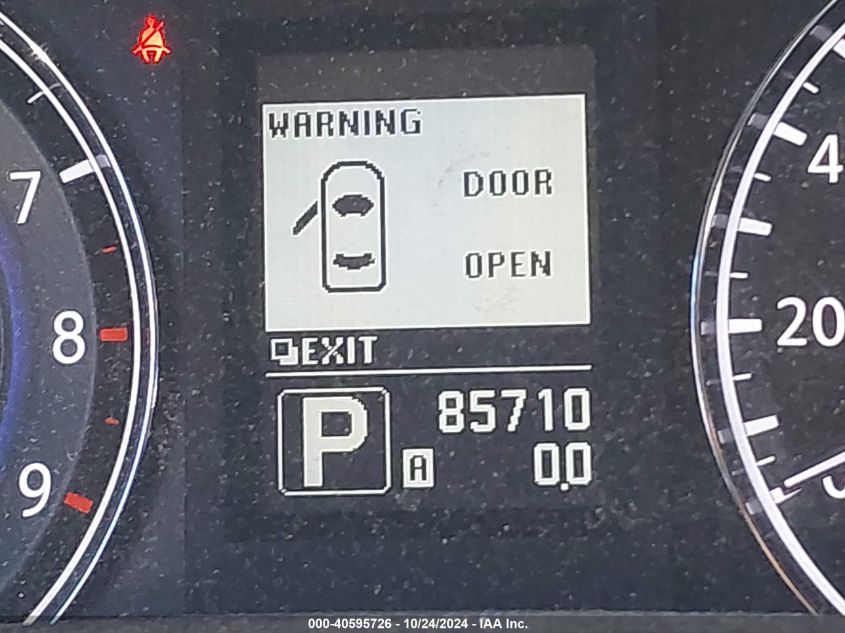 WARNING
DOOR
OPEN
EXIT
P
A
85710
0.0
7
8
9
4
20
000-40595726 - 10/24/2024 - IAA Inc.